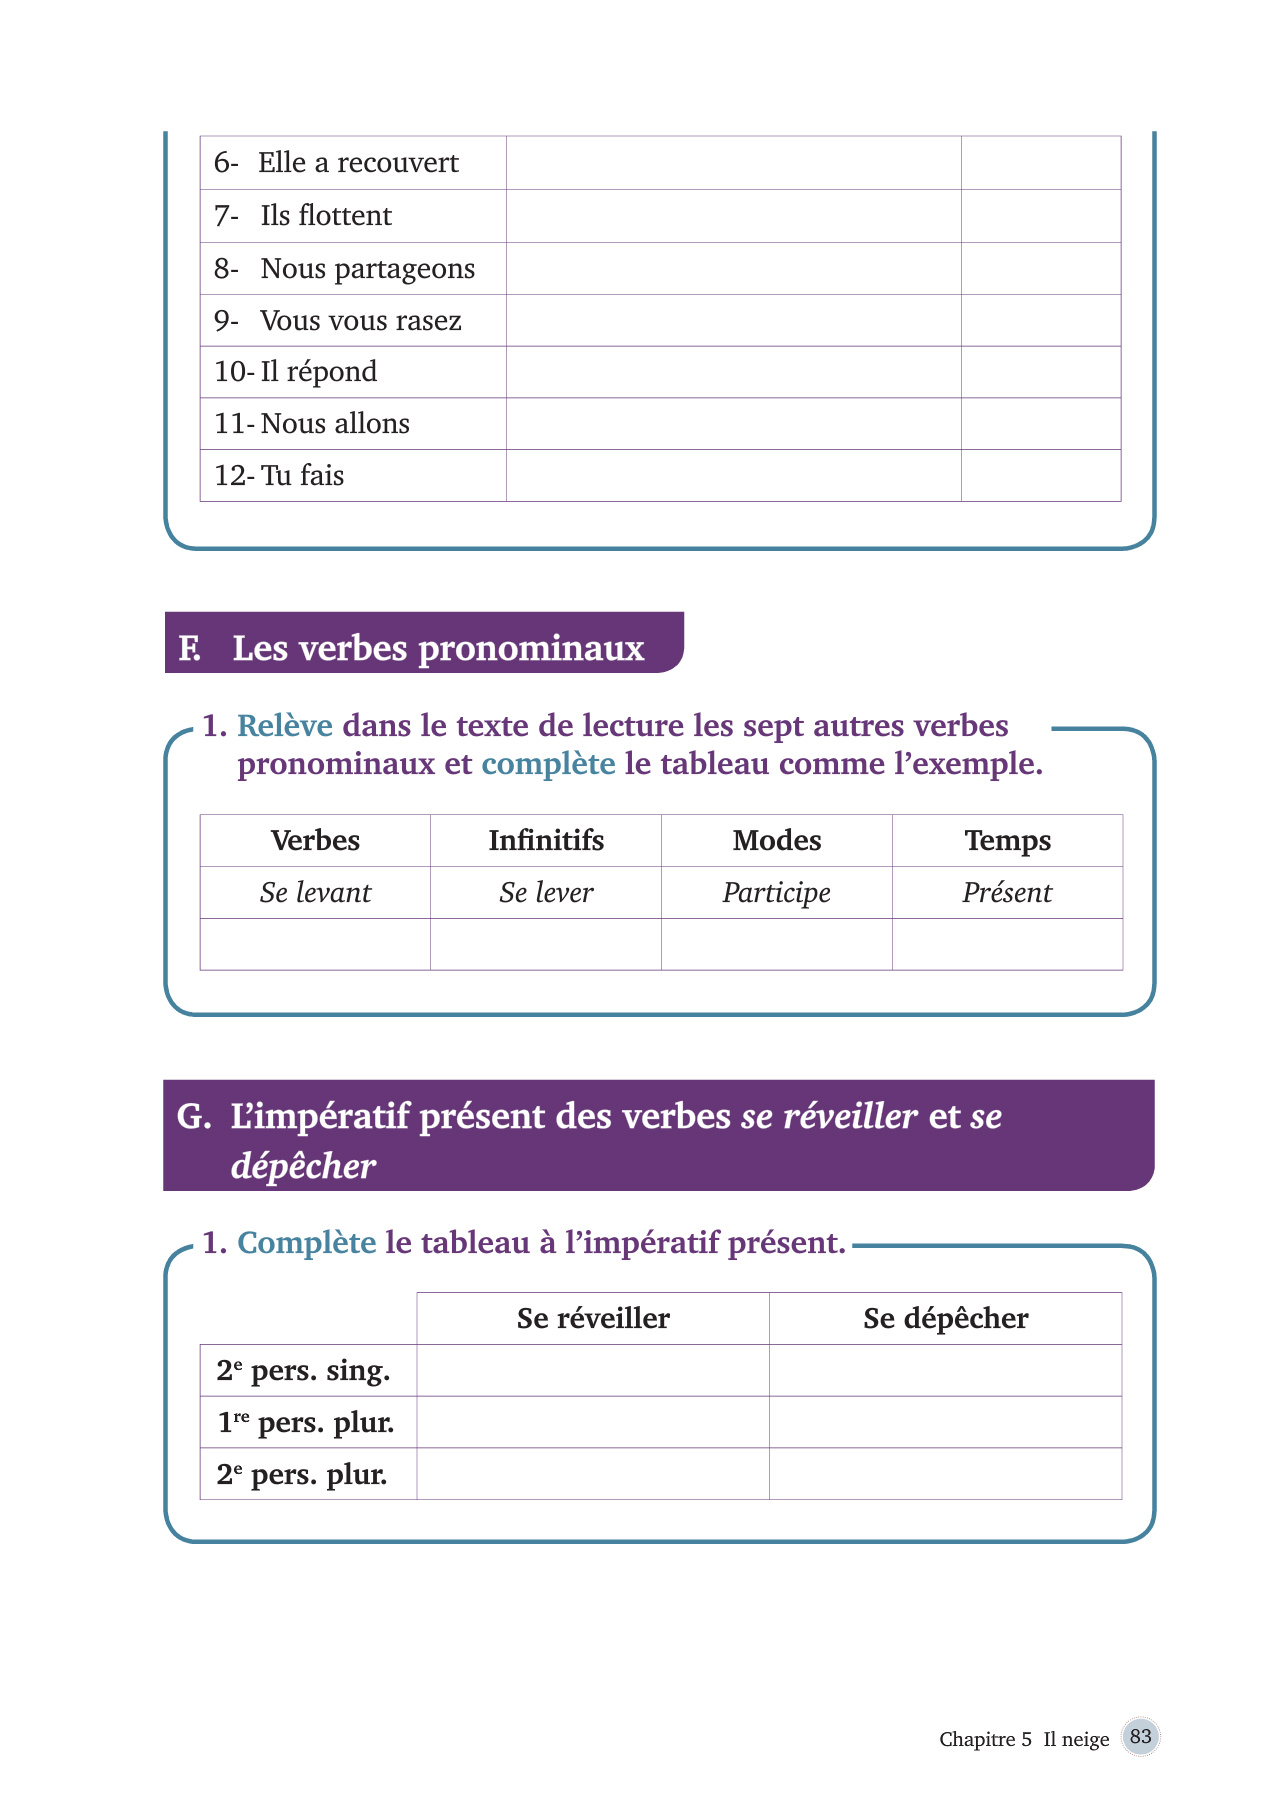 6- Elle a recouvert
7- Ils flottent
8- Nous partageons
9- Vous vous rasez
10- Il répond
11- Nous allons
12- Tu fais
F. Les verbes pronominaux
1. Relève dans le texte de lecture les sept autres verbes
pronominaux et complète le tableau comme l’exemple.
Verbes Infinitifs Modes Temps
Se levant Se lever Participe Présent
G. L’impératif présent des verbes se réveiller et se
dépêcher
1. Complète le tableau à l’impératif présent.
Se réveiller Se dépêcher
2e pers. sing.
1re pers. plur.
2e pers. plur.
Chapitre 5 Il neige 83